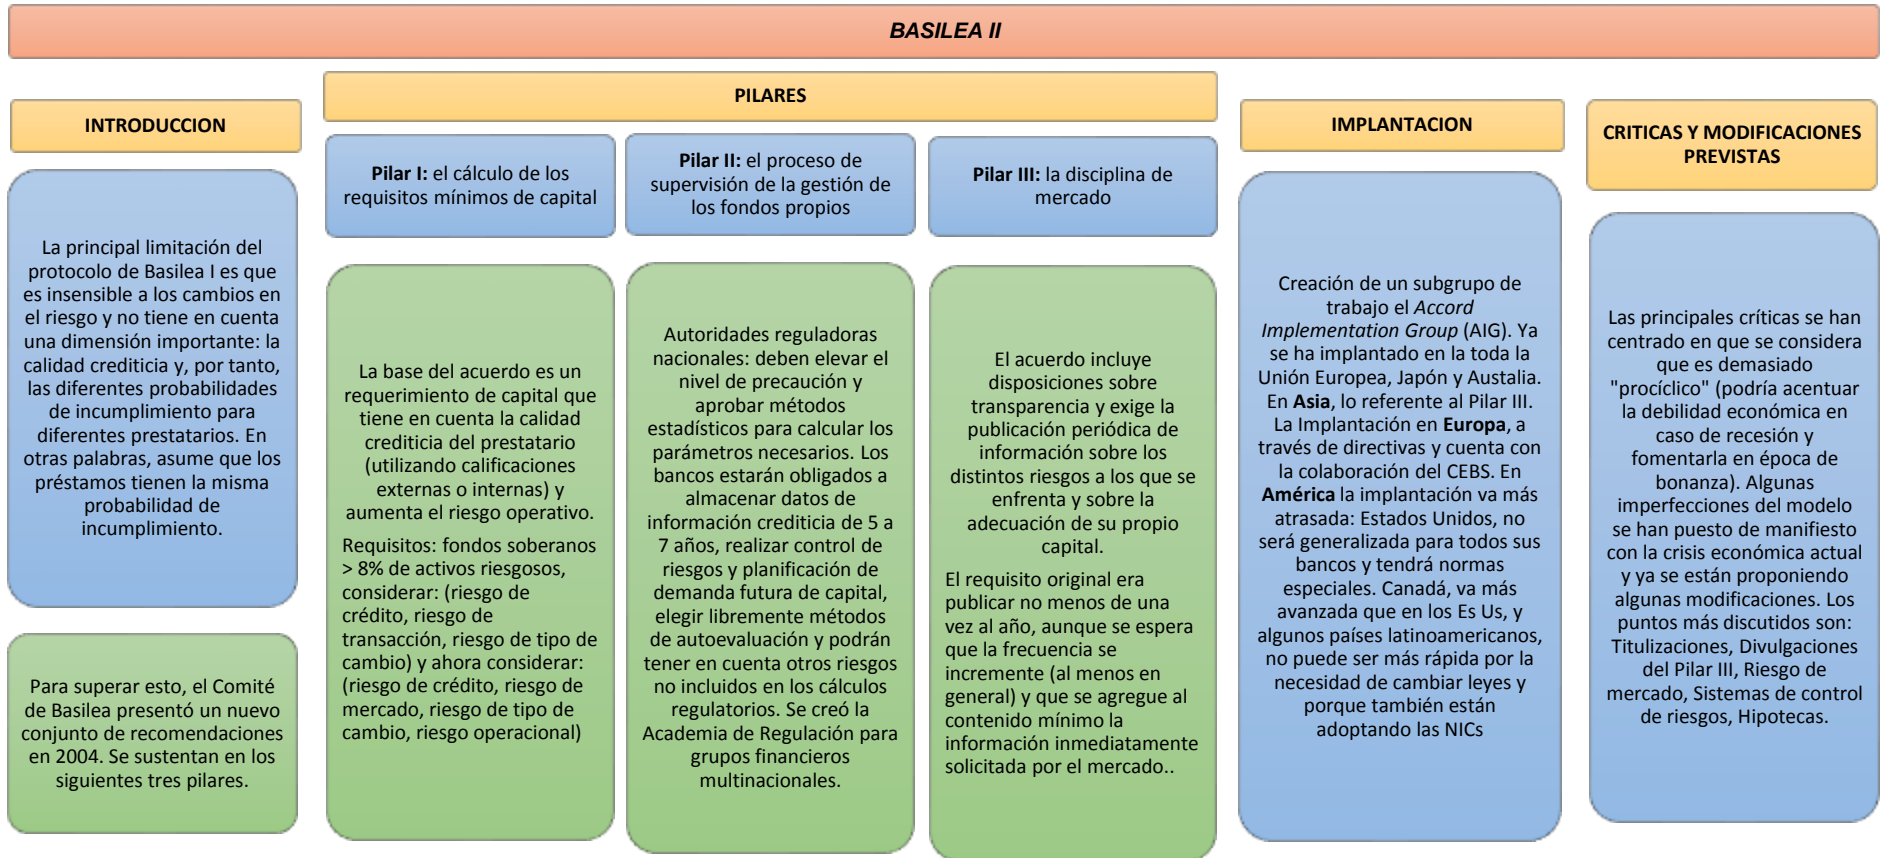 BASILEA II
INTRODUCCION
La principal limitación del
protocolo de Basilea I es que
es insensible a los cambios en
el riesgo y no tiene en cuenta
una dimensión importante: la
calidad crediticia y, por tanto,
las diferentes probabilidades
de incumplimiento para
diferentes prestatarios. En
otras palabras, asume que los
préstamos tienen la misma
probabilidad de
incumplimiento.
Para superar esto, el Comité
de Basilea presentó un nuevo
conjunto de recomendaciones
en 2004. Se sustentan en los
siguientes tres pilares.
PILARES
Pilar I: el cálculo de los
requisitos mínimos de capital
La base del acuerdo es un
requerimiento de capital que
tiene en cuenta la calidad
crediticia del prestatario
(utilizando calificaciones
externas o internas) y
aumenta el riesgo operativo.
Requisitos: fondos soberanos
> 8% de activos riesgosos,
considerar: (riesgo de
crédito, riesgo de
transacción, riesgo de tipo de
cambio) y ahora considerar:
(riesgo de crédito, riesgo de
mercado, riesgo de tipo de
cambio, riesgo operacional)
Pilar II: el proceso de
supervisión de la gestión de
los fondos propios
Autoridades reguladoras
nacionales: deben elevar el
nivel de precaución y
aprobar métodos
estadísticos para calcular los
parámetros necesarios. Los
bancos estarán obligados a
almacenar datos de
información crediticia de 5 a
7 años, realizar control de
riesgos y planificación de
demanda futura de capital,
elegir libremente métodos
de autoevaluación y podrán
tener en cuenta otros riesgos
no incluidos en los cálculos
regulatorios. Se creó la
Academia de Regulación para
grupos financieros
multinacionales.
Pilar III: la disciplina de
mercado
El acuerdo incluye
disposiciones sobre
transparencia y exige la
publicación periódica de
información sobre los
distintos riesgos a los que se
enfrenta y sobre la
adecuación de su propio
capital.
El requisito original era
publicar no menos de una
vez al año, aunque se espera
que la frecuencia se
incremente (al menos en
general) y que se agregue al
contenido mínimo la
información inmediatamente
solicitada por el mercado..
IMPLANTACION
Creación de un subgrupo de
trabajo el Accord
Implementation Group (AIG). Ya
se ha implantado en la toda la
Unión Europea, Japón y Austalia.
En Asia, lo referente al Pilar III.
La Implantación en Europa, a
través de directivas y cuenta con
la colaboración del CEBS. En
América la implantación va más
atrasada: Estados Unidos, no
será generalizada para todos sus
bancos y tendrá normas
especiales. Canadá, va más
avanzada que en los Es Us, y
algunos países latinoamericanos,
no puede ser más rápida por la
necesidad de cambiar leyes y
porque también están
adoptando las NICs
CRITICAS Y MODIFICACIONES
PREVISTAS
Las principales críticas se han
centrado en que se considera
que es demasiado
"procíclico" (podría acentuar
la debilidad económica en
caso de recesión y
fomentarla en época de
bonanza). Algunas
imperfecciones del modelo
se han puesto de manifiesto
con la crisis económica actual
y ya se están proponiendo
algunas modificaciones. Los
puntos más discutidos son:
Titulizaciones, Divulgaciones
del Pilar III, Riesgo de
mercado, Sistemas de control
de riesgos, Hipotecas.